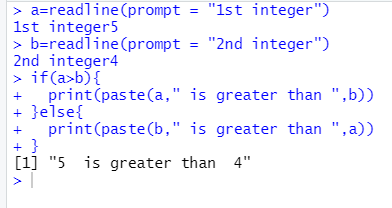 > a=readline(prompt = "1st integer")
1st integer5
> b=readline(prompt = "2nd integer")
2nd integer4
> if(a>b){
+   print(paste(a," is greater than ",b))
+ }else{
+   print(paste(b," is greater than ",a))
+ }
[1] "5  is greater than  4"
>